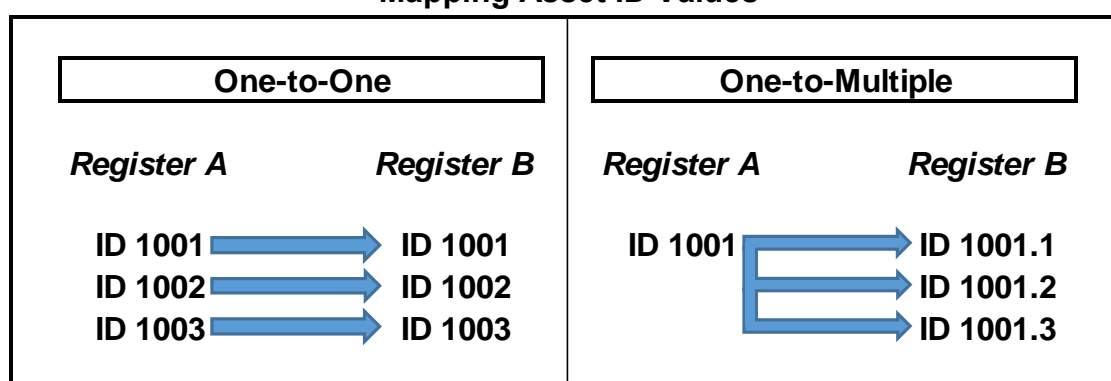 Mapping Asset ID Values
One-to-One
Register A Register B
ID 1001 ID 1001
ID 1002 ID 1002
ID 1003 ID 1003
One-to-Multiple
Register A Register B
ID 1001 ID 1001.1
ID 1001.2
ID 1001.3